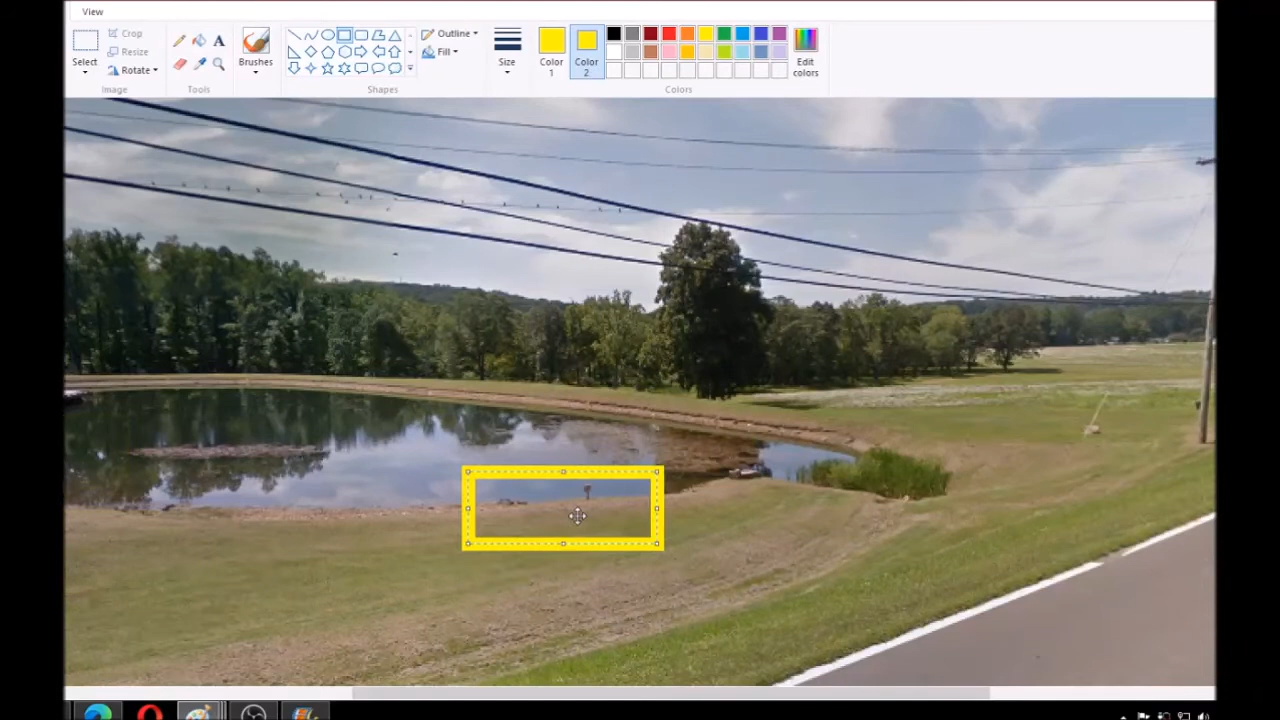 View
Crop
Resize
Rotate
Select
Image
Tools
Brushes
Shapes
Outline
Fill
Size
Color
1
Color
2
Edit
colors
Colors